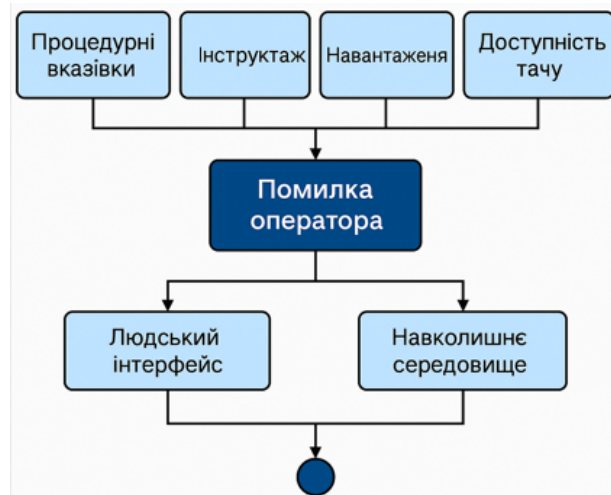 Процедурні
вказівки
Інструктаж
Навантаженя
Доступність
тачу
Помилка
оператора
Людський
інтерфейс
Навколишнє
середовище